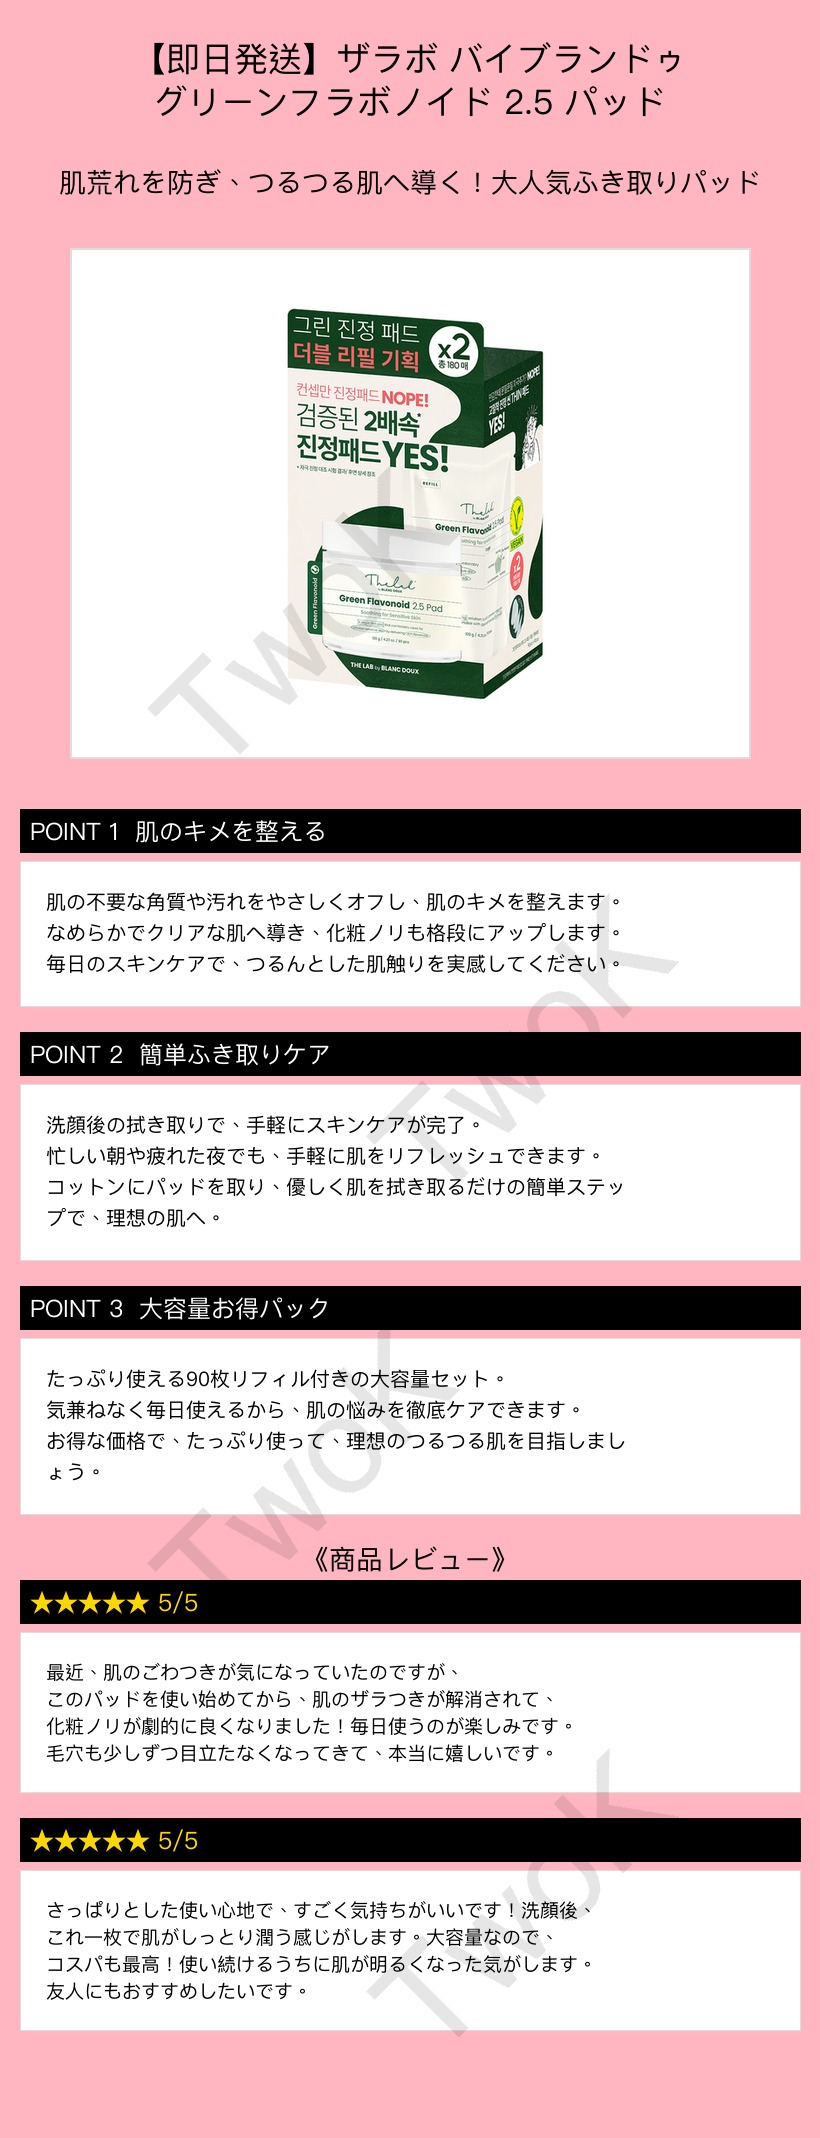 【即日発送】ザラボ バイブランドゥ
グリーンフラボノイド 2.5 パッド
肌荒れを防ぎ、つるつる肌へ導く！大人気ふき取りパッド
그린 진정 패드
더블 리필 기획
x2
총 180매
컨셉만 진정패드 NOPE!
검증된 2배속*
진정패드 YES!
NOPE!
YES!
REFILL
Green Flavonoid 2.5 Pad
VEGAN
x2
Green Flavonoid
The Lab
by BLANC DOUX
Green Flavonoid 2.5 Pad
Soothing for Sensitive Skin
THE LAB by BLANC DOUX
TwoK
POINT 1 肌のキメを整える
肌の不要な角質や汚れをやさしくオフし、肌のキメを整えます。
なめらかでクリアな肌へ導き、化粧ノリも格段にアップします。
毎日のスキンケアで、つるんとした肌触りを実感してください。
TwoK
POINT 2 簡単ふき取りケア
洗顔後の拭き取りで、手軽にスキンケアが完了。
忙しい朝や疲れた夜でも、手軽に肌をリフレッシュできます。
コットンにパッドを取り、優しく肌を拭き取るだけの簡単ステッ
プで、理想の肌へ。
POINT 3 大容量お得パック
たっぷり使える90枚リフィル付きの大容量セット。
気兼ねなく毎日使えるから、肌の悩みを徹底ケアできます。
お得な価格で、たっぷり使って、理想のつるつる肌を目指しまし
ょう。
TwoK
《商品レビュー》
★★★★★ 5/5
最近、肌のごわつきが気になっていたのですが、
このパッドを使い始めてから、肌のザラつきが解消されて、
化粧ノリが劇的に良くなりました！毎日使うのが楽しみです。
毛穴も少しずつ目立たなくなってきて、本当に嬉しいです。
★★★★★ 5/5
さっぱりとした使い心地で、すごく気持ちがいいです！洗顔後、
これ一枚で肌がしっとり潤う感じがします。大容量なので、
コスパも最高！使い続けるうちに肌が明るくなった気がします。
友人にもおすすめしたいです。
TwoK